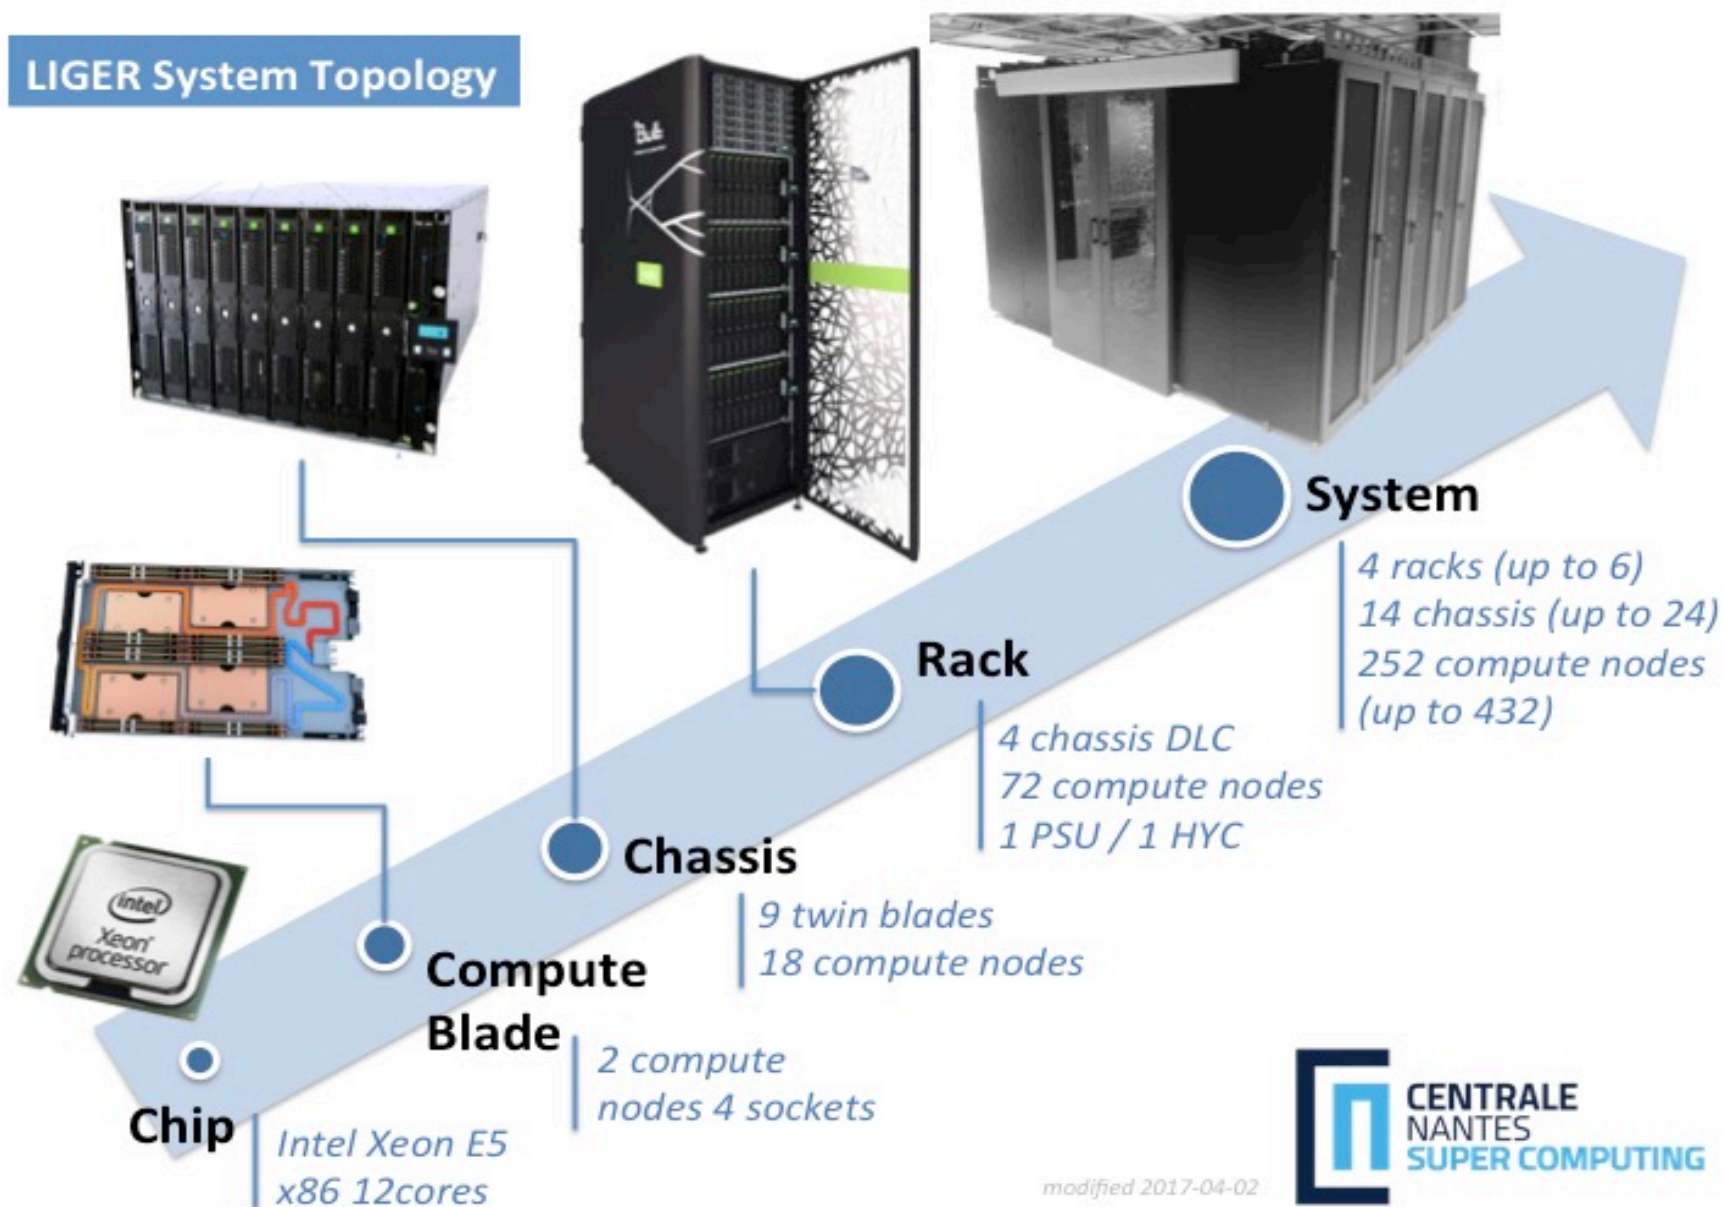 LIGER System Topology
Bull
System
4 racks (up to 6)
14 chassis (up to 24)
252 compute nodes
(up to 432)
Rack
4 chassis DLC
72 compute nodes
1 PSU / 1 HYC
Chassis
9 twin blades
18 compute nodes
Compute
Blade
2 compute
nodes 4 sockets
intel
Xeon
processor
Chip
Intel Xeon E5
x86 12cores
modified 2017-04-02
CENTRALE
NANTES
SUPER COMPUTING